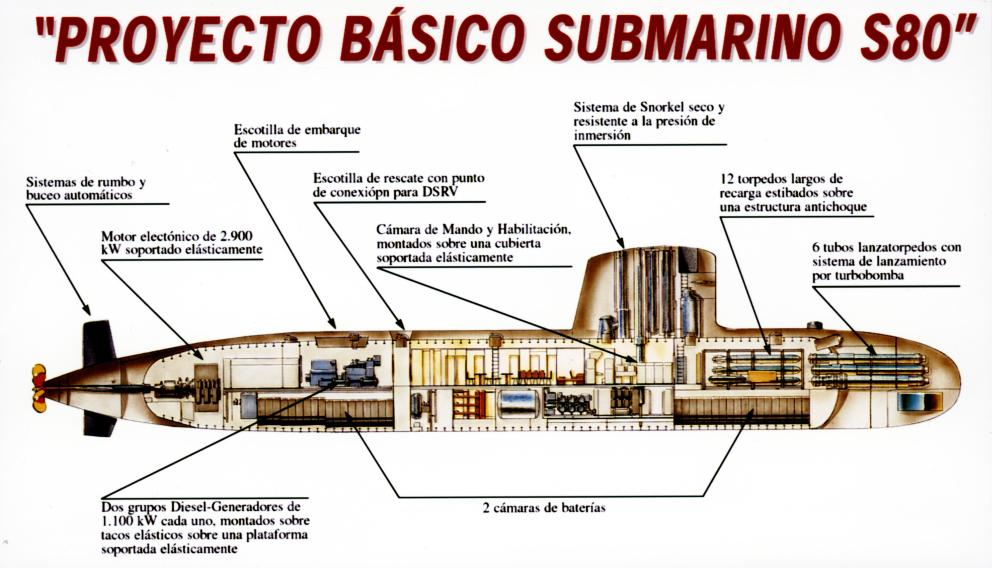 "PROYECTO BÁSICO SUBMARINO S80"
Sistema de Snorkel seco y
resistente a la presión de
inmersión
Escotilla de embarque
de motores
Escotilla de rescate con punto
de conexiópn para DSRV
12 torpedos largos de
recarga estibados sobre
una estructura antichoque
Sistemas de rumbo y
buceo automáticos
Cámara de Mando y Habilitación,
montados sobre una cubierta
soportada elásticamente
Motor electónico de 2.900
kW soportado elásticamente
6 tubos lanzatorpedos con
sistema de lanzamiento
por turbobomba
Dos grupos Diesel-Generadores de
1.100 kW cada uno, montados sobre
tacos elásticos sobre una plataforma
soportada elásticamente
2 cámaras de baterías